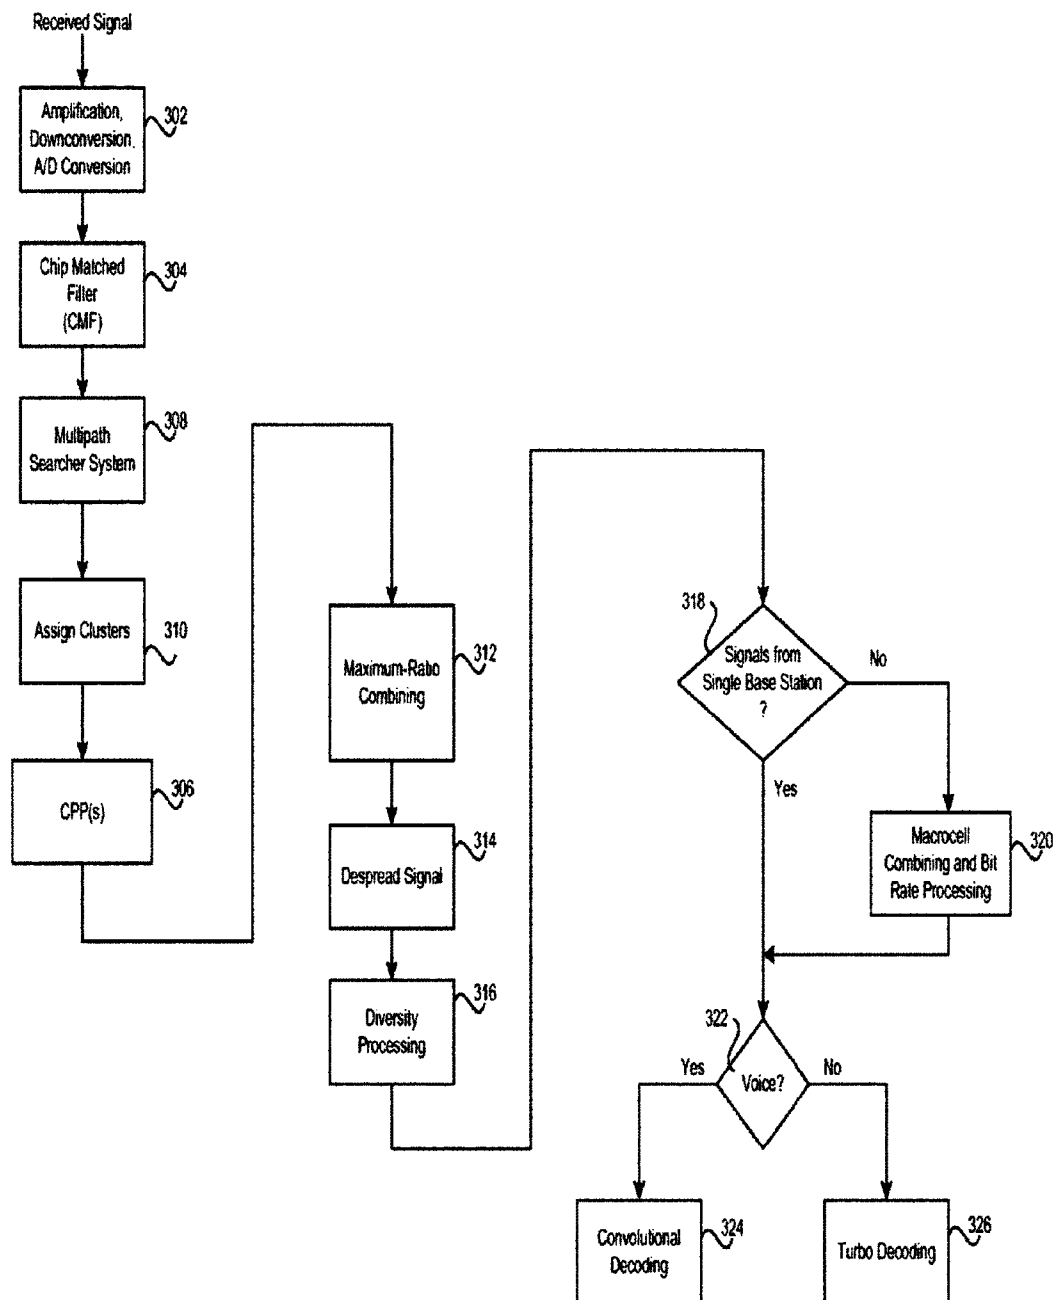 Received Signal
Amplification,
Downconversion,
A/D Conversion
302
Chip Matched
Filter
(CMF)
304
Multipath
Searcher System
308
Assign Clusters
310
CPP(s)
306
Maximum-Ratio
Combining
312
Despread Signal
314
Diversity
Processing
316
318
Signals from
Single Base Station
?
No
Yes
Macrocell
Combining and Bit
Rate Processing
320
322
Voice?
Yes
No
Convolutional
Decoding
324
Turbo Decoding
326